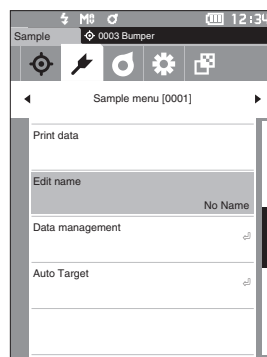 M 12:34
Sample 0003 Bumper
Sample menu [0001]
Print data
Edit name
No Name
Data management
Auto Target